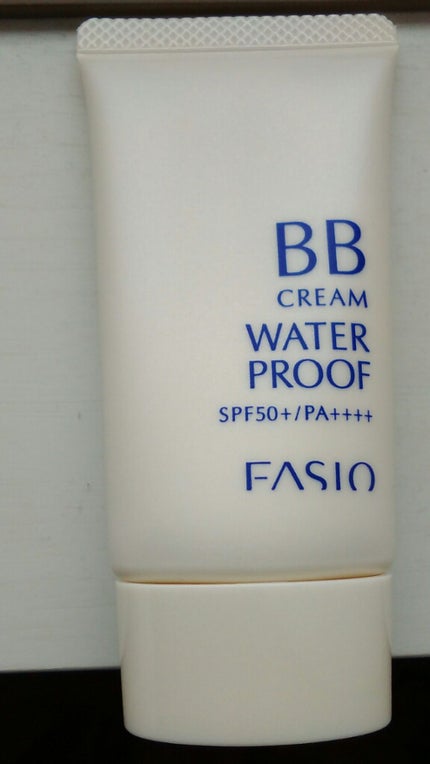 BB
CREAM
WATER
PROOF
SPF50+/PA++++
FASIO